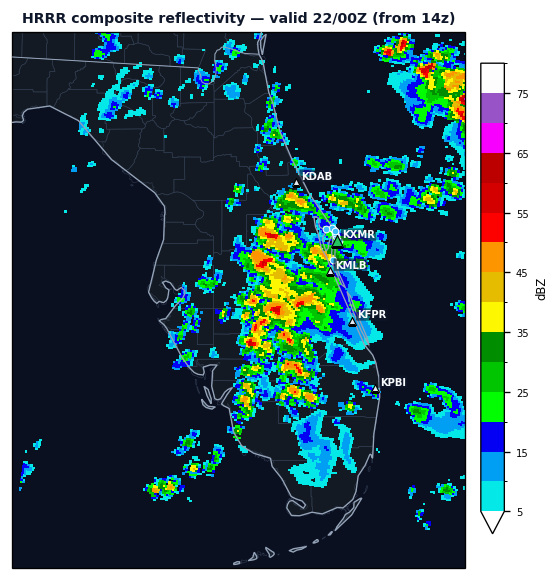 HRRR composite reflectivity — valid 22/00Z (from 14z)
KDAB
KXMR
KMLB
KFPR
KPBI
75
65
55
45
35
25
15
5
dBZ